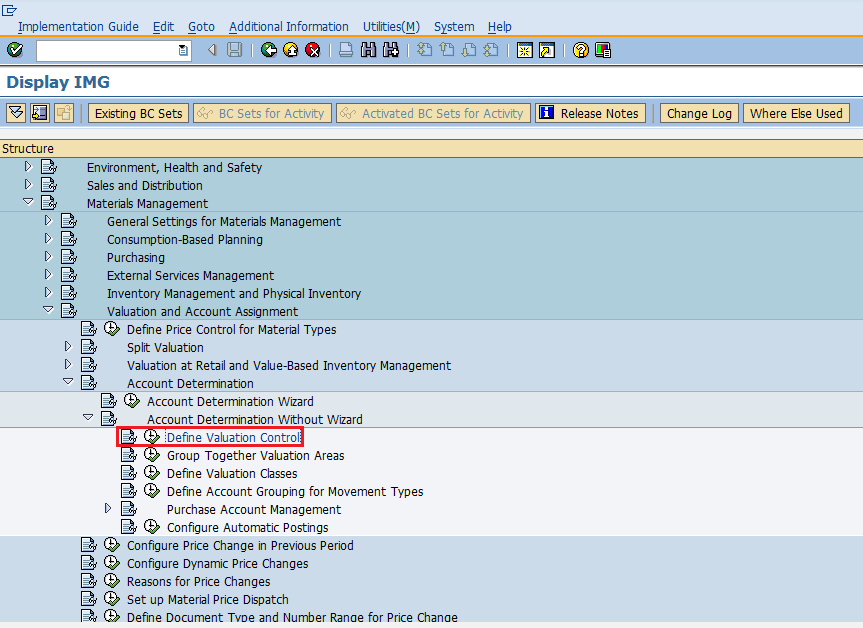 Implementation Guide Edit Goto Additional Information Utilities(M) System Help
Display IMG
Existing BC Sets BC Sets for Activity Activated BC Sets for Activity Release Notes Change Log Where Else Used
Structure
Environment, Health and Safety
Sales and Distribution
Materials Management
General Settings for Materials Management
Consumption-Based Planning
Purchasing
External Services Management
Inventory Management and Physical Inventory
Valuation and Account Assignment
Define Price Control for Material Types
Split Valuation
Valuation at Retail and Value-Based Inventory Management
Account Determination
Account Determination Wizard
Account Determination Without Wizard
Define Valuation Control
Group Together Valuation Areas
Define Valuation Classes
Define Account Grouping for Movement Types
Purchase Account Management
Configure Automatic Postings
Configure Price Change in Previous Period
Configure Dynamic Price Changes
Reasons for Price Changes
Set up Material Price Dispatch
Define Document Type and Number Range for Price Change